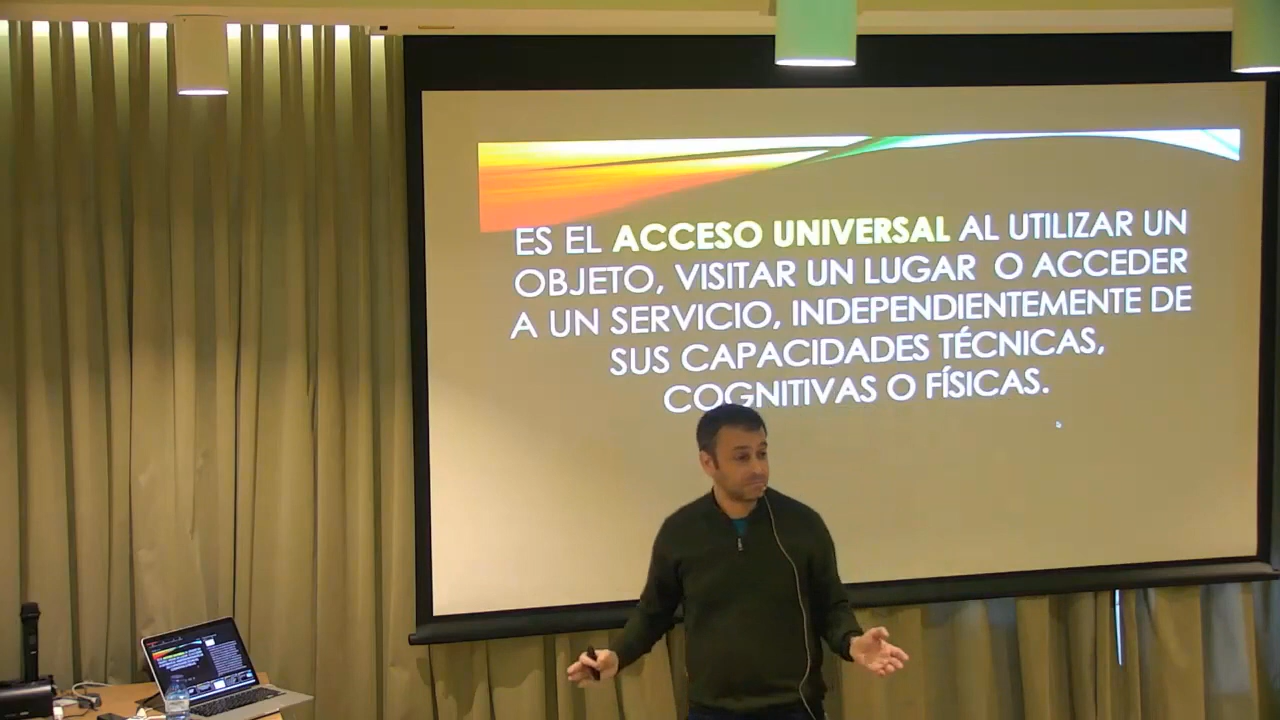 ES EL ACCESO UNIVERSAL AL UTILIZAR UN
OBJETO, VISITAR UN LUGAR O ACCEDER
A UN SERVICIO, INDEPENDIENTEMENTE DE
SUS CAPACIDADES TÉCNICAS,
COGNITIVAS O FÍSICAS.